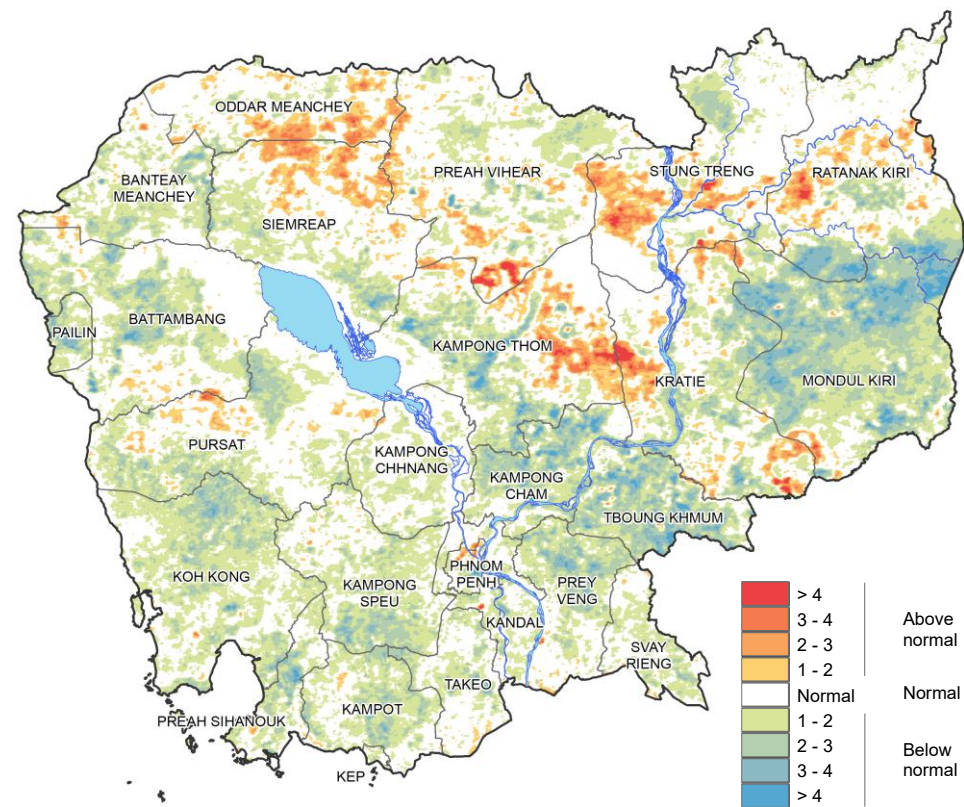 ODDAR MEANCHEY
BANTEAY
MEANCHEY
PREAH VIHEAR
STUNG TRENG
RATANAK KIRI
SIEMREAP
PAILIN
BATTAMBANG
KAMPONG THOM
KRATIE
MONDUL KIRI
PURSAT
KAMPONG
CHHNANG
KAMPONG
CHAM
TBOUNG KHMUM
KOH KONG
KAMPONG
SPEU
PHNOM
PENH
PREY
VENG
KANDAL
SVAY
RIENG
TAKEO
PREAH SIHANOUK
KAMPOT
KEP
> 4
3 - 4
2 - 3
1 - 2
Above
normal
Normal
Normal
1 - 2
2 - 3
3 - 4
> 4
Below
normal